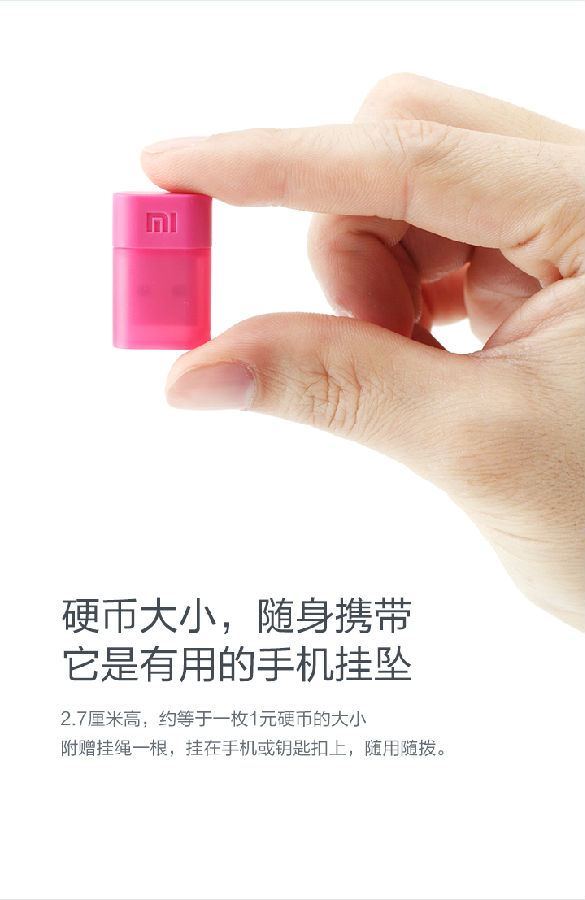 MI
硬币大小，随身携带
它是有用的手机挂坠
2.7厘米高，约等于一枚1元硬币的大小
附赠挂绳一根，挂在手机或钥匙扣上，随用随拨。